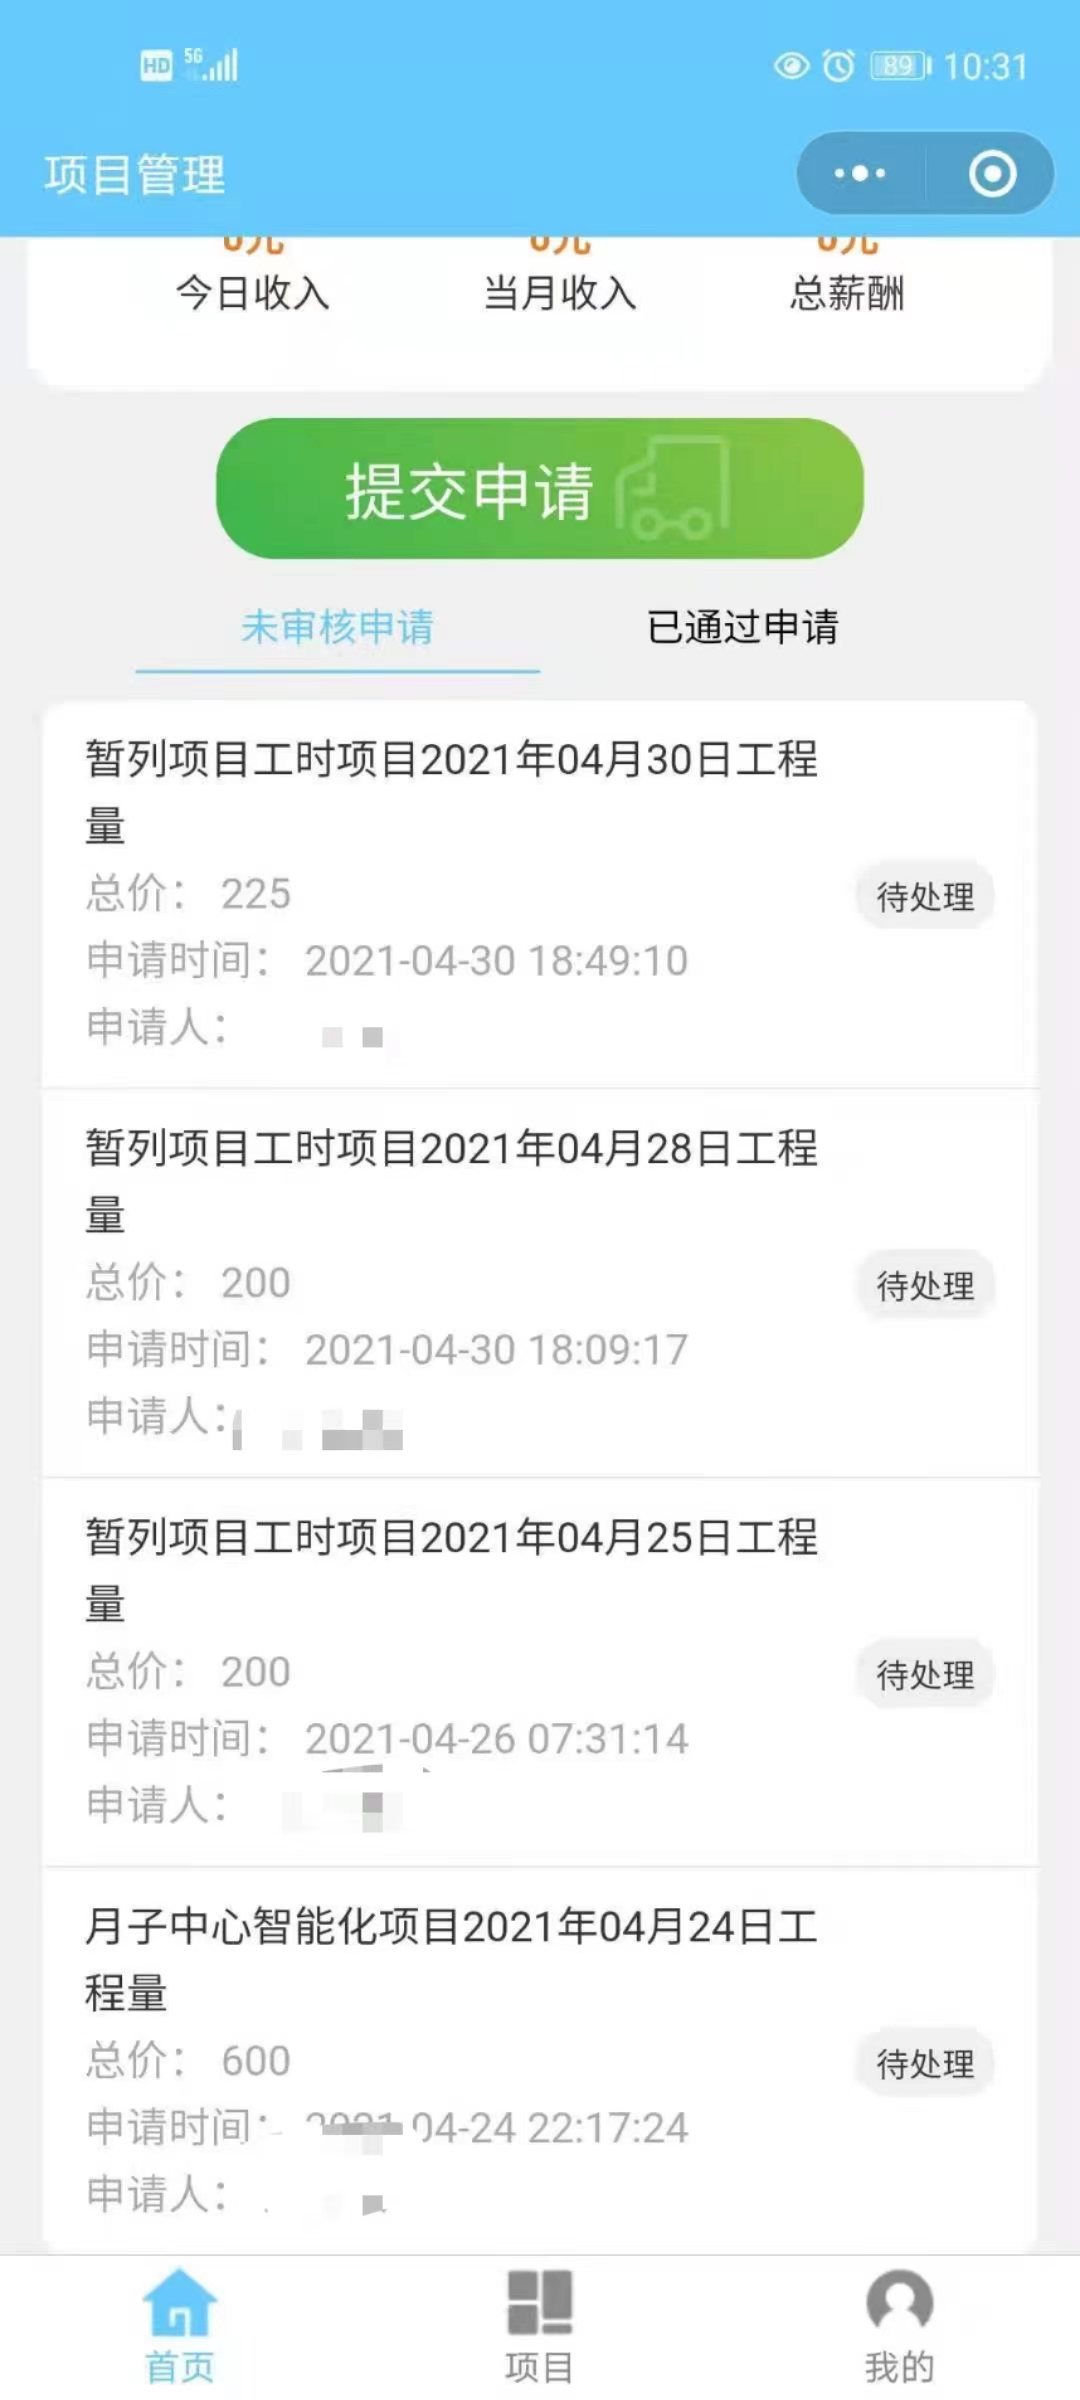 HD 5G 89 10:31
项目管理
0元 0元 0元
今日收入 当月收入 总薪酬
提交申请
未审核申请 已通过申请
暂列项目工时项目2021年04月30日工程
量
总价： 225
待处理
申请时间： 2021-04-30 18:49:10
申请人：
暂列项目工时项目2021年04月28日工程
量
总价： 200
待处理
申请时间： 2021-04-30 18:09:17
申请人：
暂列项目工时项目2021年04月25日工程
量
总价： 200
待处理
申请时间： 2021-04-26 07:31:14
申请人：
月子中心智能化项目2021年04月24日工
程量
总价： 600
待处理
申请时间： 2021-04-24 22:17:24
申请人：
首页 项目 我的